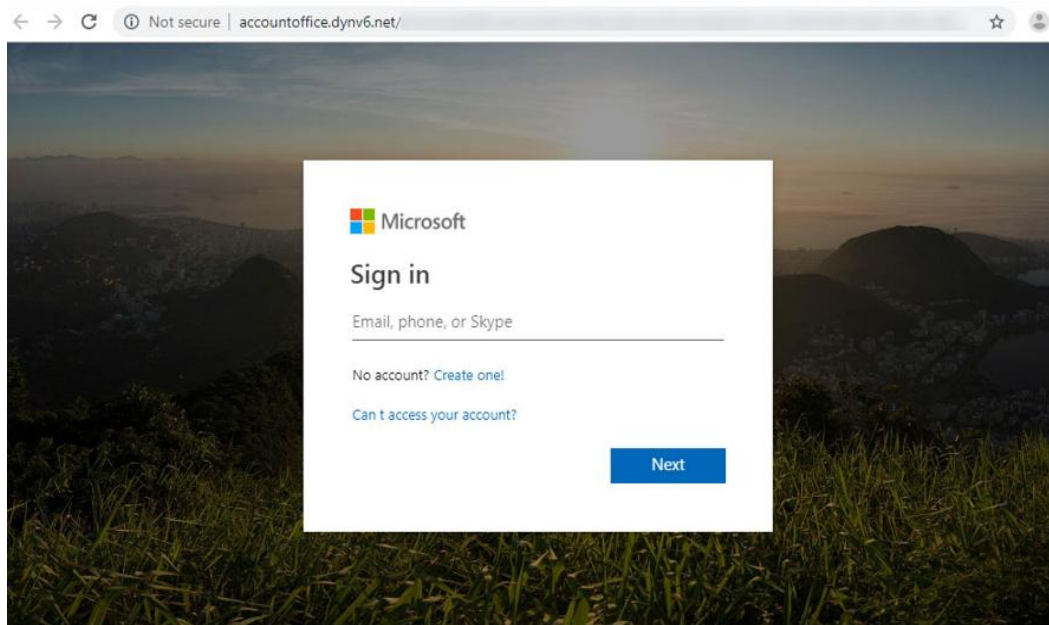 Not secure | accountoffice.dynv6.net/
Microsoft
Sign in
Email, phone, or Skype
No account? Create one!
Can t access your account?
Next